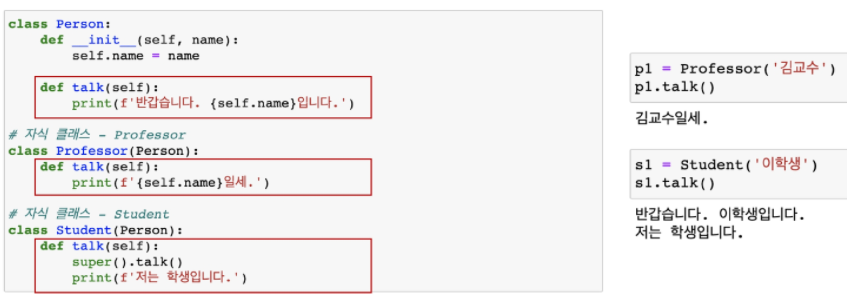 class Person:
    def __init__(self, name):
        self.name = name
    def talk(self):
        print(f'반갑습니다. {self.name}입니다.')
# 자식 클래스 - Professor
class Professor(Person):
    def talk(self):
        print(f'{self.name}일세.')
# 자식 클래스 - Student
class Student(Person):
    def talk(self):
        super().talk()
        print(f'저는 학생입니다.')
p1 = Professor('김교수')
p1.talk()
김교수일세.
s1 = Student('이학생')
s1.talk()
반갑습니다. 이학생입니다.
저는 학생입니다.